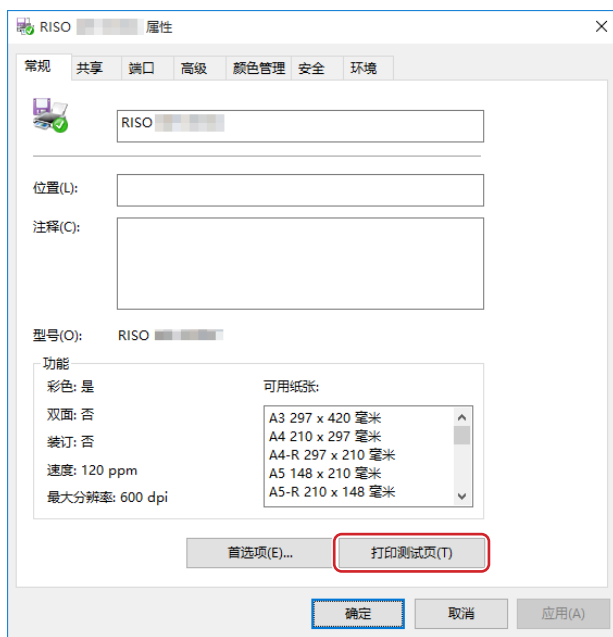 RISO 属性
常规 共享 端口 高级 颜色管理 安全 环境
RISO
位置(L):
注释(C):
型号(O): RISO
功能
彩色: 是
双面: 否
装订: 否
速度: 120 ppm
最大分辨率: 600 dpi
可用纸张:
A3 297 x 420 毫米
A4 210 x 297 毫米
A4-R 297 x 210 毫米
A5 148 x 210 毫米
A5-R 210 x 148 毫米
首选项(E)... 打印测试页(T)
确定 取消 应用(A)